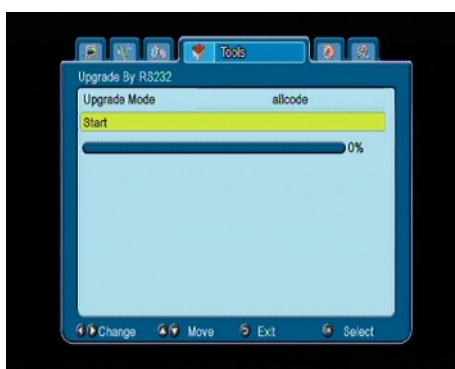 Tools
Upgrade By RS232
Upgrade Mode allcode
Start
0%
Change Move Exit Select